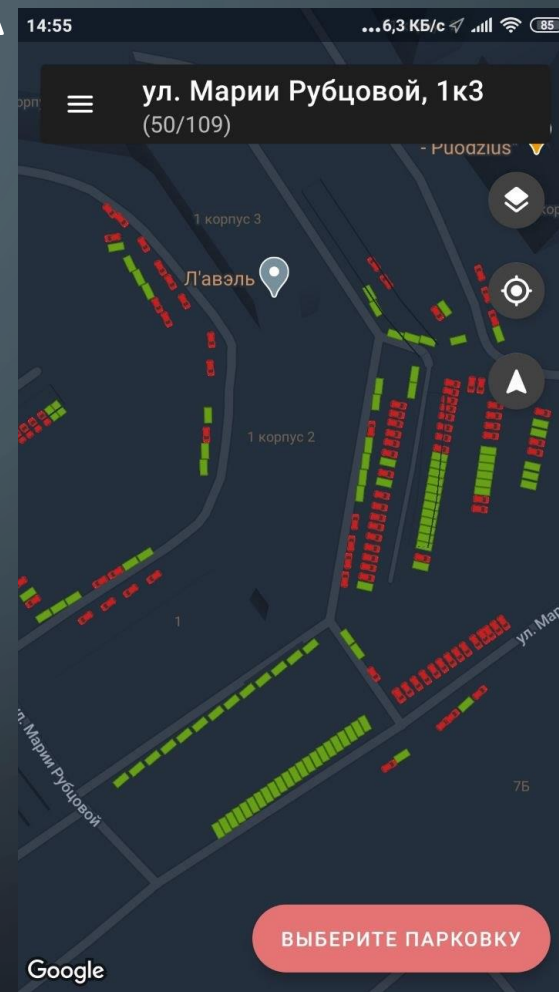 14:55
...6,3 КБ/с
85
ул. Марии Рубцовой, 1к3
(50/109)
- Puodzius
1 корпус 3
Л'авэль
1 корпус 2
1
ул. Мар
ул. Марии Рубцовой
7Б
ВЫБЕРИТЕ ПАРКОВКУ
Google